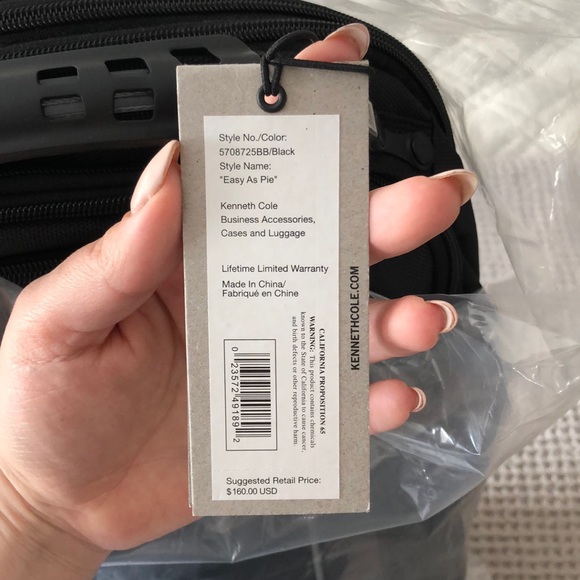 Style No./Color:
5708725BB/Black
Style Name:
"Easy As Pie"
Kenneth Cole
Business Accessories,
Cases and Luggage
Lifetime Limited Warranty
Made In China/
Fabriqué en Chine
CALIFORNIA PROPOSITION 65
WARNING: This product contains chemicals
known to the State of California to cause cancer,
and birth defects or other reproductive harm.
0 23572 49189 2
Suggested Retail Price:
$160.00 USD
KENNETHCOLE.COM